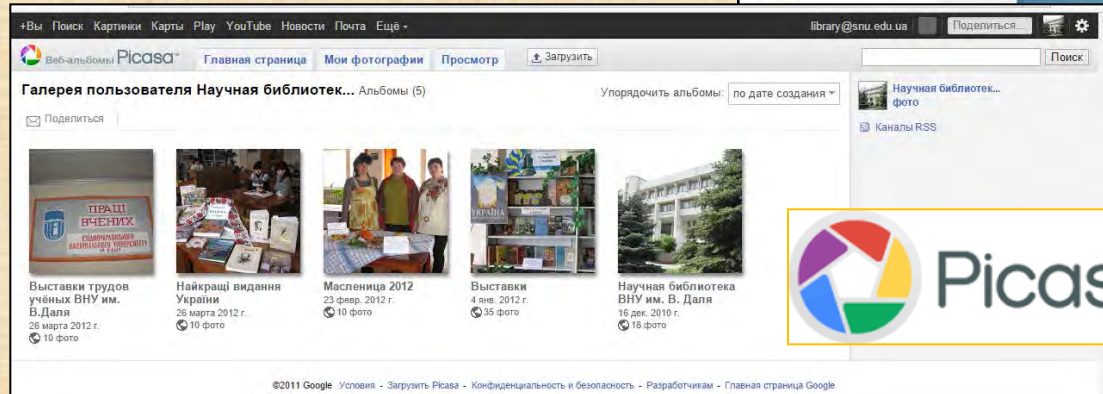 +Вы Поиск Картинки Карты Play YouTube Новости Почта Ещё
library@snu.edu.ua Поделиться...
Веб-альбомы Picasa™ Главная страница Мои фотографии Просмотр Загрузить Поиск
Галерея пользователя Научная библиотек... Альбомы (5) Упорядочить альбомы: по дате создания
Поделиться
Научная библиотек...
фото
Каналы RSS
ПРАЦІ
ВЧЕНИХ
УКРАЇНА
Выставки трудов
учёных ВНУ им.
В.Даля
26 марта 2012 г.
10 фото
Найкращі видання
України
26 марта 2012 г.
10 фото
Масленица 2012
23 февр. 2012 г.
10 фото
Выставки
4 янв. 2012 г.
35 фото
Научная библиотека
ВНУ им. В. Даля
16 дек. 2010 г.
18 фото
Picas
©2011 Google Условия - Загрузить Picasa - Конфиденциальность и безопасность - Разработчикам - Главная страница Google